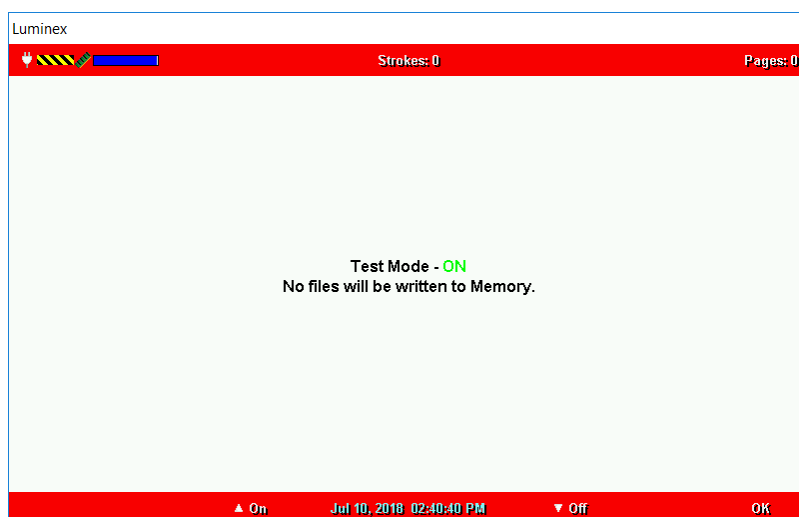 Luminex
Strokes: 0 Pages: 0
Test Mode - ON
No files will be written to Memory.
▲ On Jul 10, 2018 02:40:40 PM ▼ Off OK